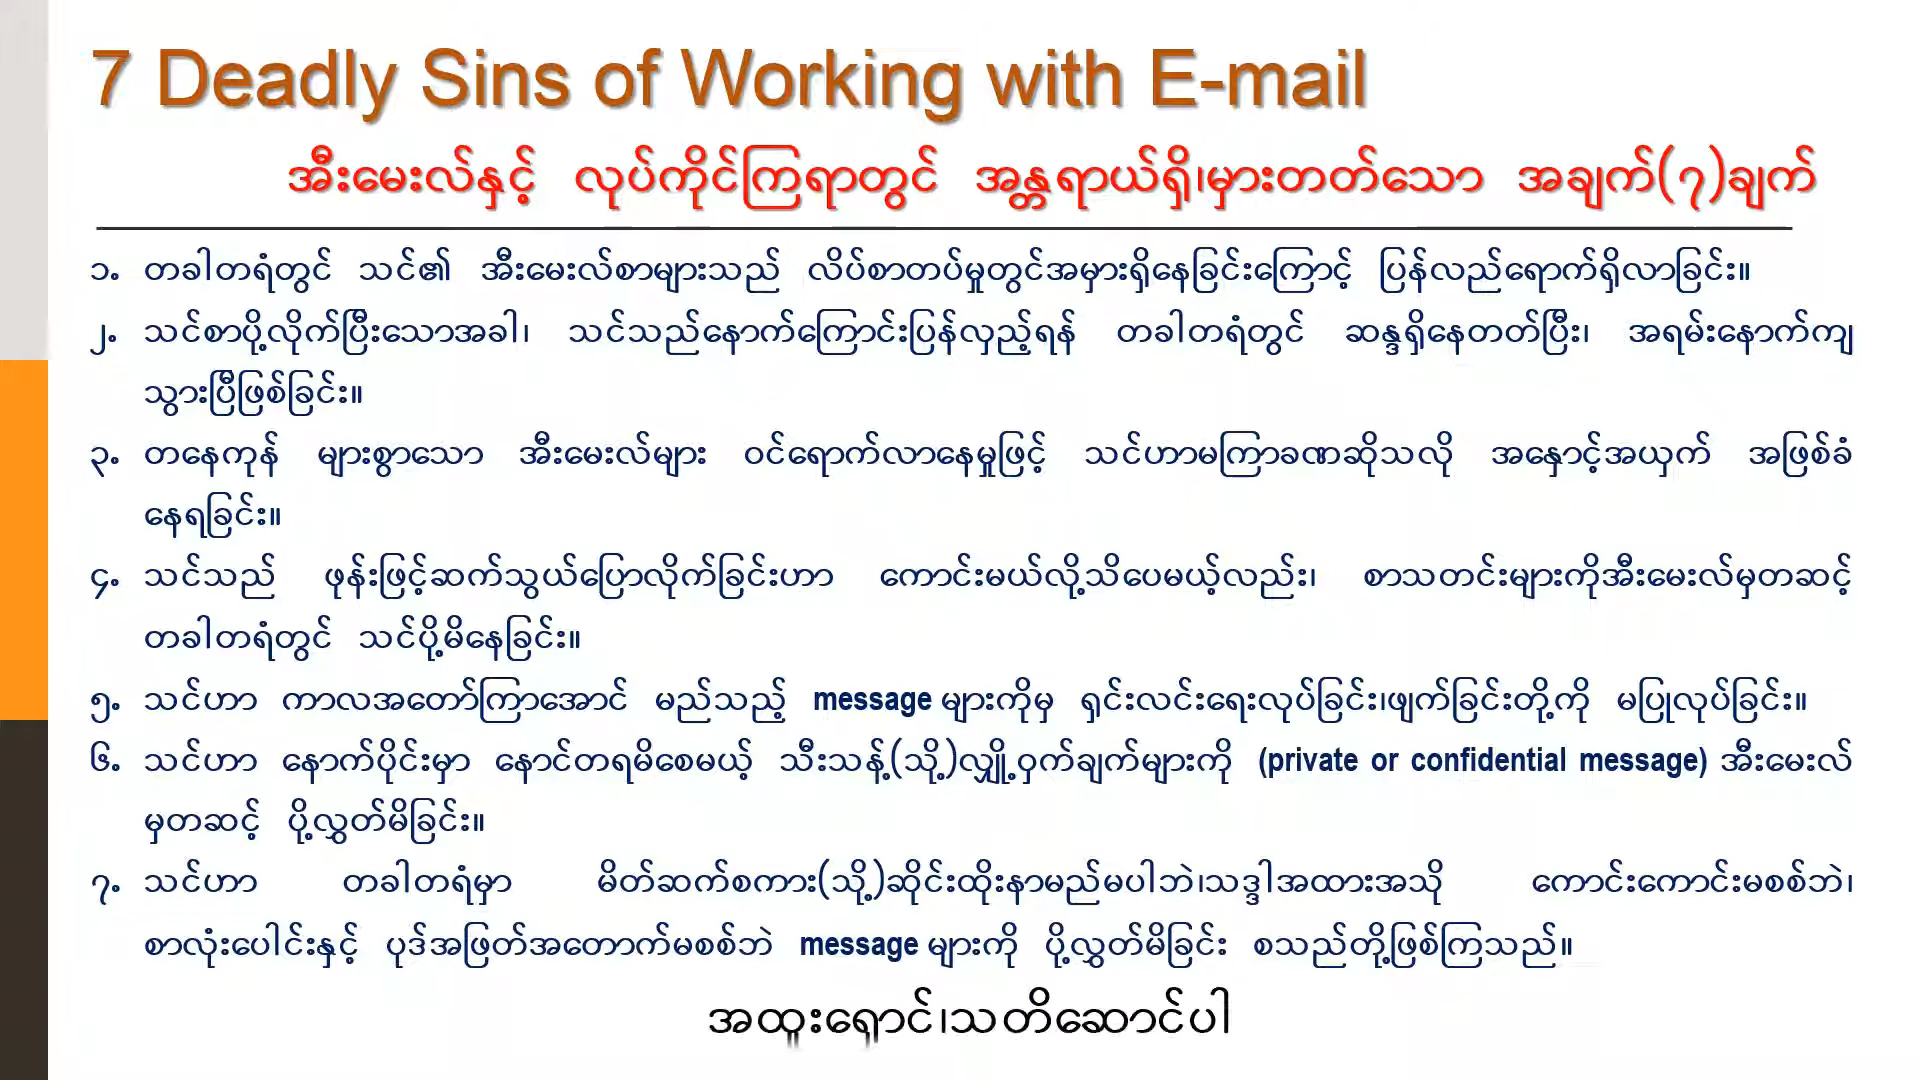 7 Deadly Sins of Working with E-mail
အီးမေးလ်နှင့် လုပ်ကိုင်ကြရာတွင် အန္တရာယ်ရှိ၊မှားတတ်သော အချက်(၇)ချက်
၁. တခါတရံတွင် သင်၏ အီးမေးလ်စာများသည် လိပ်စာတပ်မှုတွင်အမှားရှိနေခြင်းကြောင့် ပြန်လည်ရောက်ရှိလာခြင်း။
၂. သင်စာပို့လိုက်ပြီးသောအခါ၊ သင်သည်နောက်ကြောင်းပြန်လှည့်ရန် တခါတရံတွင် ဆန္ဒရှိနေတတ်ပြီး၊ အရမ်းနောက်ကျ
သွားပြီဖြစ်ခြင်း။
၃. တနေကုန် များစွာသော အီးမေးလ်များ ဝင်ရောက်လာနေမှုဖြင့် သင်ဟာမကြာခဏဆိုသလို အနှောင့်အယှက် အဖြစ်ခံ
နေရခြင်း။
၄. သင်သည် ဖုန်းဖြင့်ဆက်သွယ်ပြောလိုက်ခြင်းဟာ ကောင်းမယ်လို့သိပေမယ့်လည်း၊ စာသတင်းများကိုအီးမေးလ်မှတဆင့်
တခါတရံတွင် သင်ပို့မိနေခြင်း။
၅. သင်ဟာ ကာလအတော်ကြာအောင် မည်သည့် message များကိုမှ ရှင်းလင်းရေးလုပ်ခြင်း၊ဖျက်ခြင်းတို့ကို မပြုလုပ်ခြင်း။
၆. သင်ဟာ နောက်ပိုင်းမှာ နောင်တရမိစေမယ့် သီးသန့်(သို့)လျှို့ဝှက်ချက်များကို (private or confidential message) အီးမေးလ်
မှတဆင့် ပို့လွှတ်မိခြင်း။
၇. သင်ဟာ တခါတရံမှာ မိတ်ဆက်စကား(သို့)ဆိုင်းထိုးနာမည်မပါဘဲ၊သဒ္ဒါအထားအသို ကောင်းကောင်းမစစ်ဘဲ၊
စာလုံးပေါင်းနှင့် ပုဒ်အဖြတ်အတောက်မစစ်ဘဲ message များကို ပို့လွှတ်မိခြင်း စသည်တို့ဖြစ်ကြသည်။
အထူးရှောင်၊သတိဆောင်ပါ